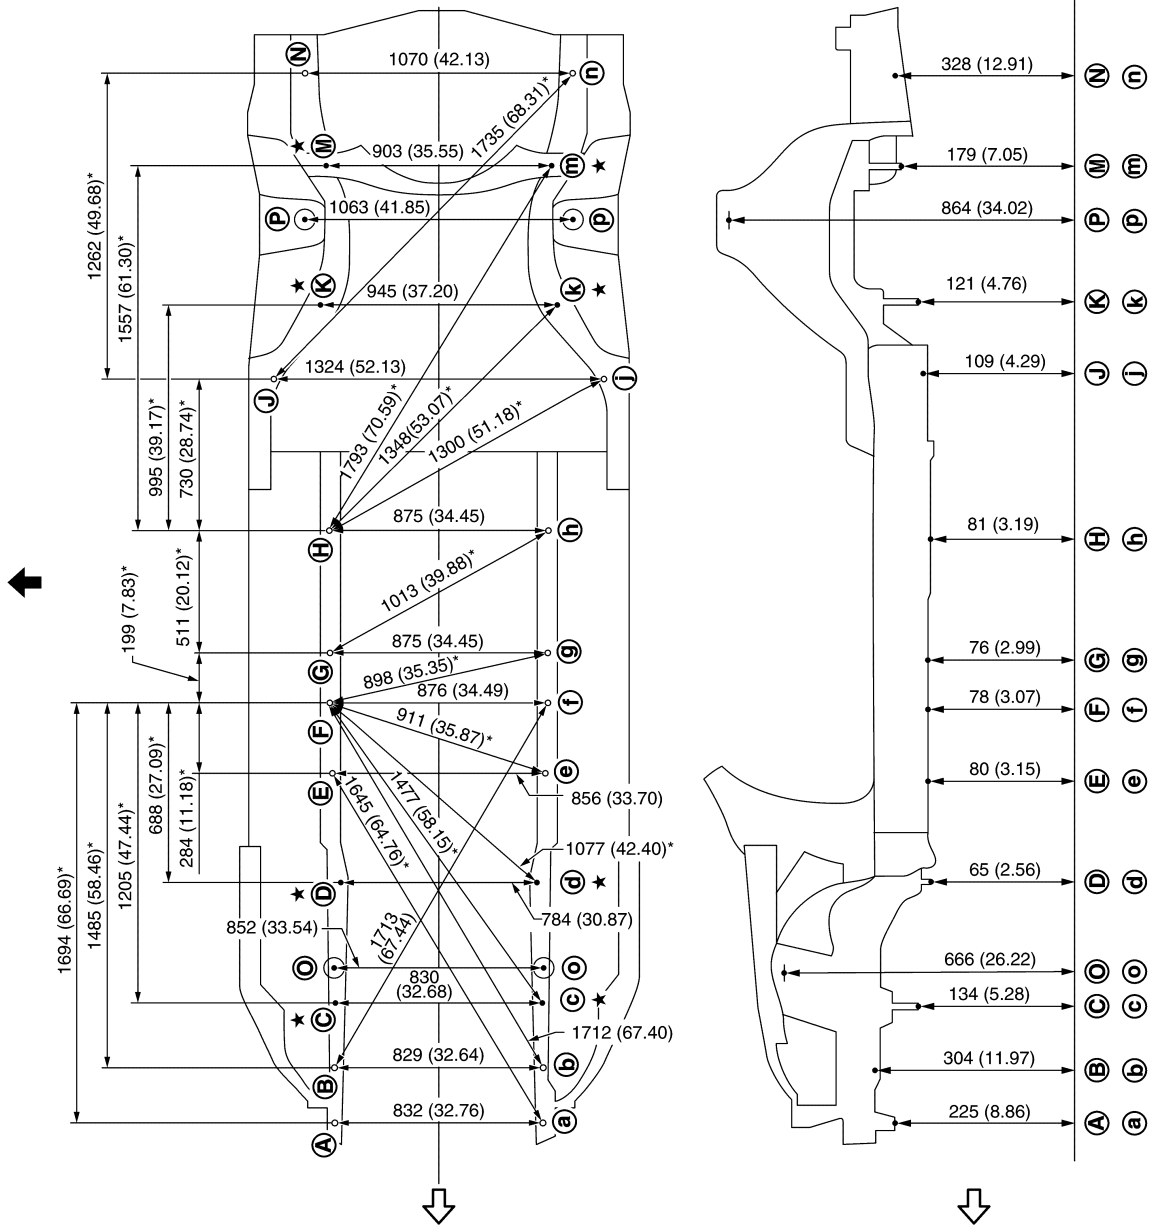 N
1070 (42.13)
n
1735 (68.31)*
★
M
903 (35.55)
m
★
P
1063 (41.85)
p
★
K
945 (37.20)
k
★
1324 (52.13)
J
j
1262 (49.68)*
1557 (61.30)*
995 (39.17)*
730 (28.74)*
1793 (70.59)*
1348(53.07)*
1300 (51.18)*
875 (34.45)
H
h
511 (20.12)*
199 (7.83)*
1013 (39.88)*
875 (34.45)
G
g
898 (35.35)*
876 (34.49)
F
f
911 (35.87)*
E
e
856 (33.70)
1645 (64.76)*
1477 (58.15)*
1077 (42.40)*
★
D
d
★
784 (30.87)
284 (11.18)*
688 (27.09)*
1205 (47.44)*
1485 (58.46)*
1694 (66.69)*
852 (33.54)
1713
(67.44)
O
o
830
(32.68)
★
C
c
★
1712 (67.40)
829 (32.64)
B
b
832 (32.76)
A
a
328 (12.91)
N n
179 (7.05)
M m
864 (34.02)
P p
121 (4.76)
K k
109 (4.29)
J j
81 (3.19)
H h
76 (2.99)
G g
78 (3.07)
F f
80 (3.15)
E e
65 (2.56)
D d
666 (26.22)
O o
134 (5.28)
C c
304 (11.97)
B b
225 (8.86)
A a